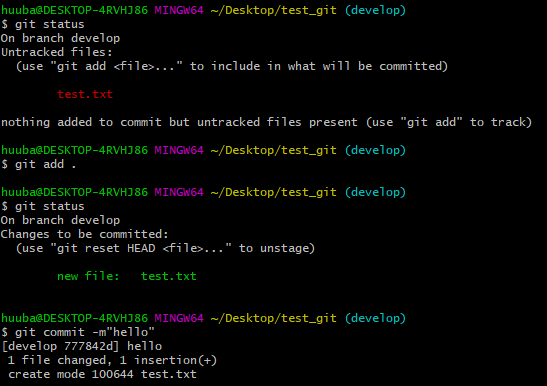 huuba@DESKTOP-4RVHJ86 MINGW64 ~/Desktop/test_git (develop)
$ git status
On branch develop
Untracked files:
  (use "git add <file>..." to include in what will be committed)
        test.txt
nothing added to commit but untracked files present (use "git add" to track)
huuba@DESKTOP-4RVHJ86 MINGW64 ~/Desktop/test_git (develop)
$ git add .
huuba@DESKTOP-4RVHJ86 MINGW64 ~/Desktop/test_git (develop)
$ git status
On branch develop
Changes to be committed:
  (use "git reset HEAD <file>..." to unstage)
        new file:   test.txt
huuba@DESKTOP-4RVHJ86 MINGW64 ~/Desktop/test_git (develop)
$ git commit -m"hello"
[develop 777842d] hello
 1 file changed, 1 insertion(+)
 create mode 100644 test.txt